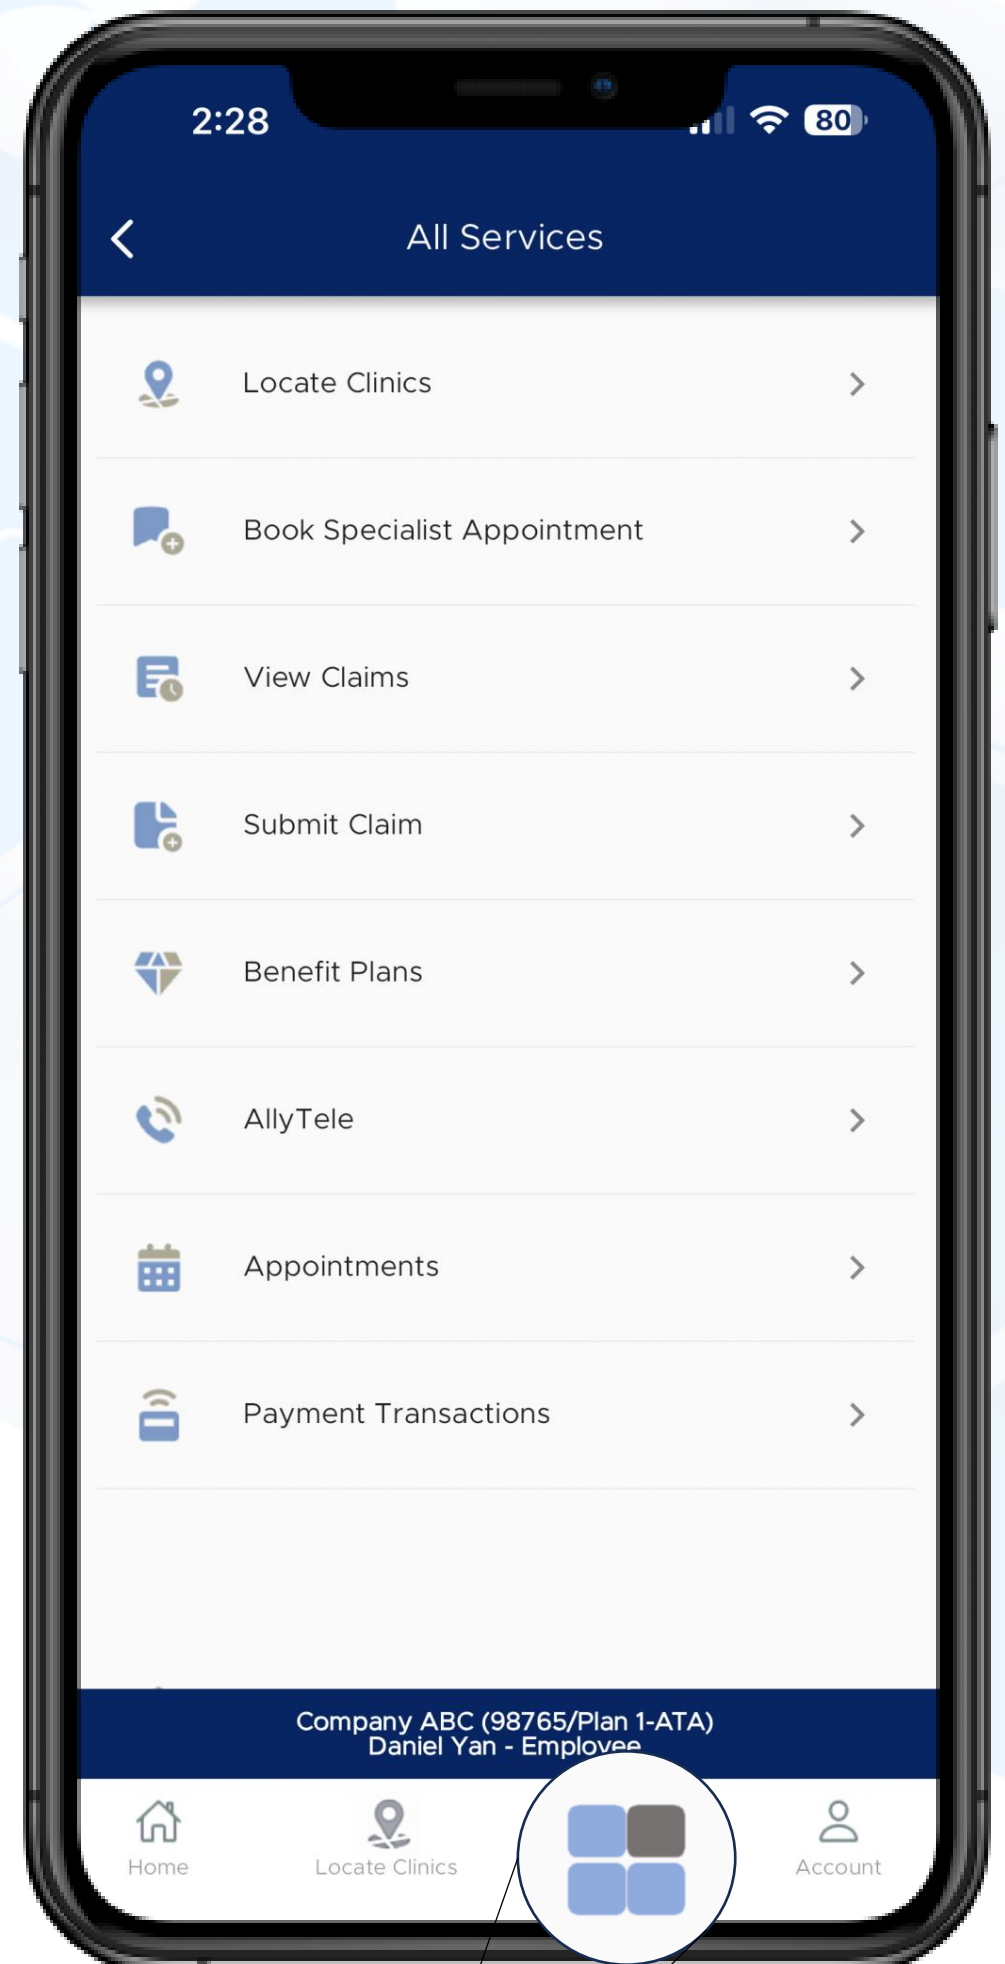 2:28
80
All Services
Locate Clinics
Book Specialist Appointment
View Claims
Submit Claim
Benefit Plans
AllyTele
Appointments
Payment Transactions
Company ABC (98765/Plan 1-ATA)
Daniel Yan - Employee
Home
Locate Clinics
Account